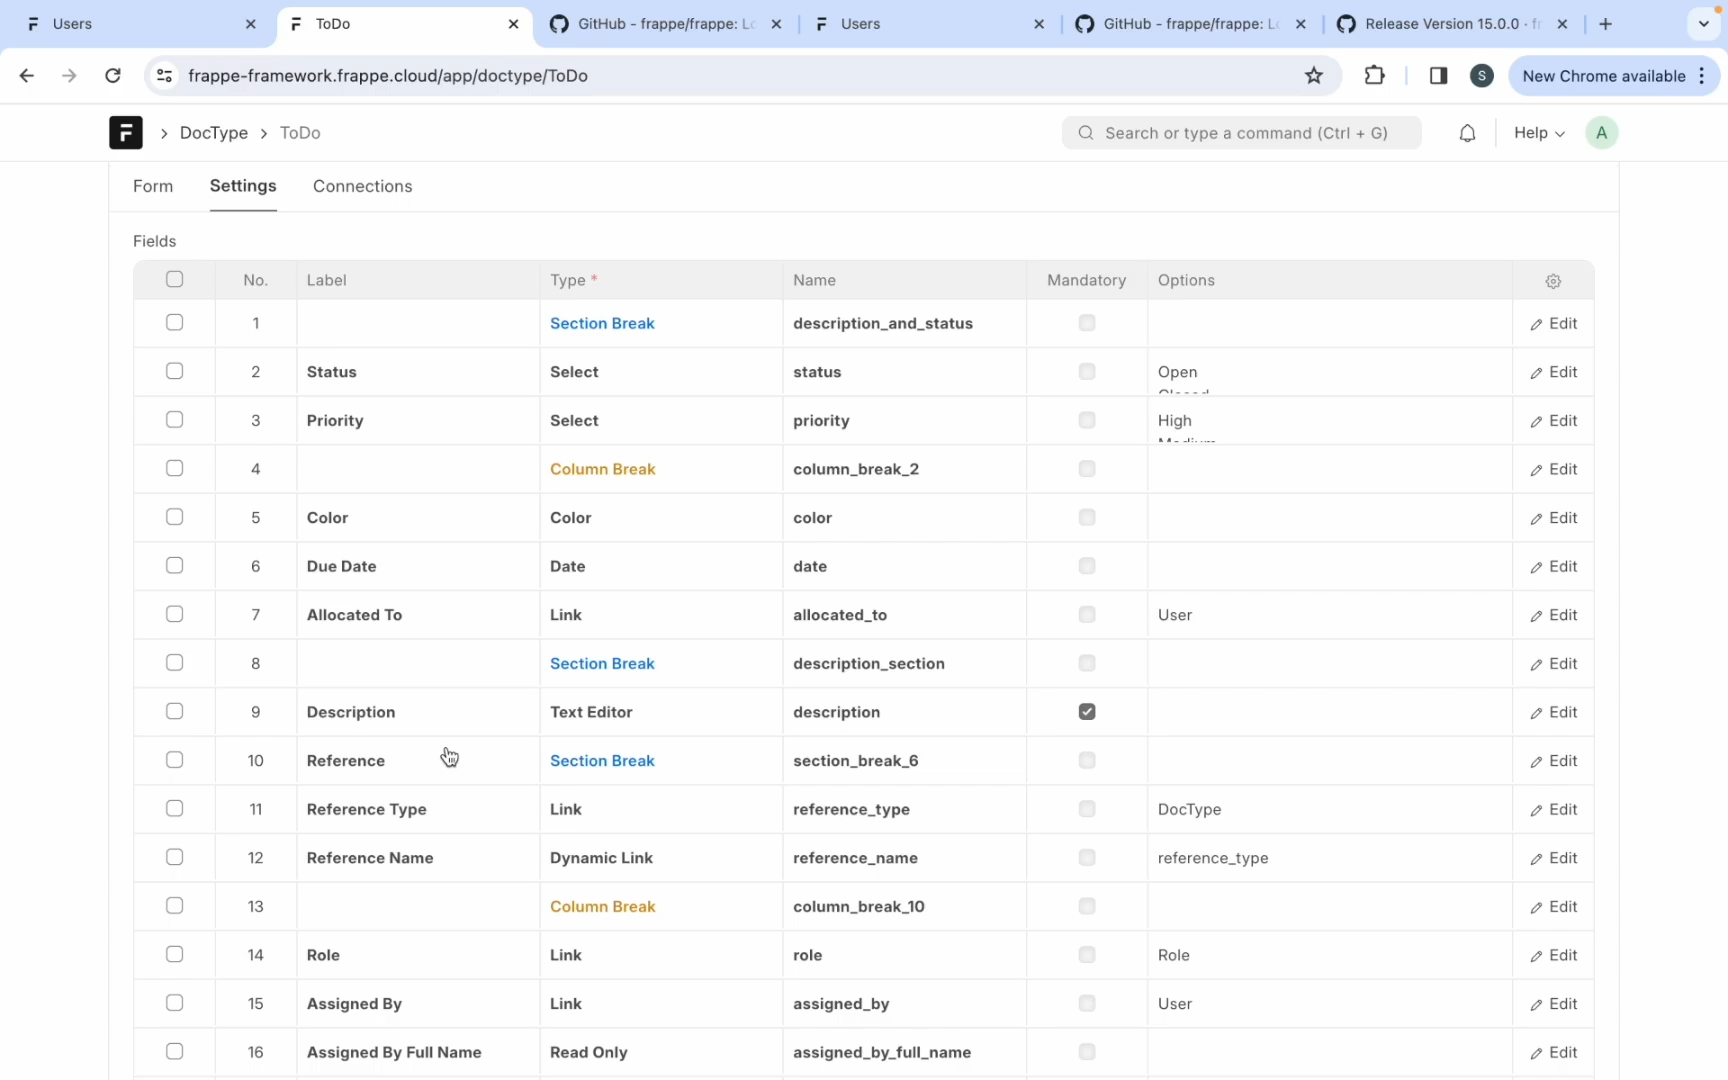 Users
ToDo
GitHub - frappe/frappe: Lo
Users
GitHub - frappe/frappe: Lo
Release Version 15.0.0 · f
frappe-framework.frappe.cloud/app/doctype/ToDo
S
New Chrome available
F > DocType > ToDo
Search or type a command (Ctrl + G)
Help
A
Form Settings Connections
Fields
No. Label Type * Name Mandatory Options
1 Section Break description_and_status Edit
2 Status Select status Open Edit
Closed
3 Priority Select priority High Edit
Medium
4 Column Break column_break_2 Edit
5 Color Color color Edit
6 Due Date Date date Edit
7 Allocated To Link allocated_to User Edit
8 Section Break description_section Edit
9 Description Text Editor description Edit
10 Reference Section Break section_break_6 Edit
11 Reference Type Link reference_type DocType Edit
12 Reference Name Dynamic Link reference_name reference_type Edit
13 Column Break column_break_10 Edit
14 Role Link role Role Edit
15 Assigned By Link assigned_by User Edit
16 Assigned By Full Name Read Only assigned_by_full_name Edit